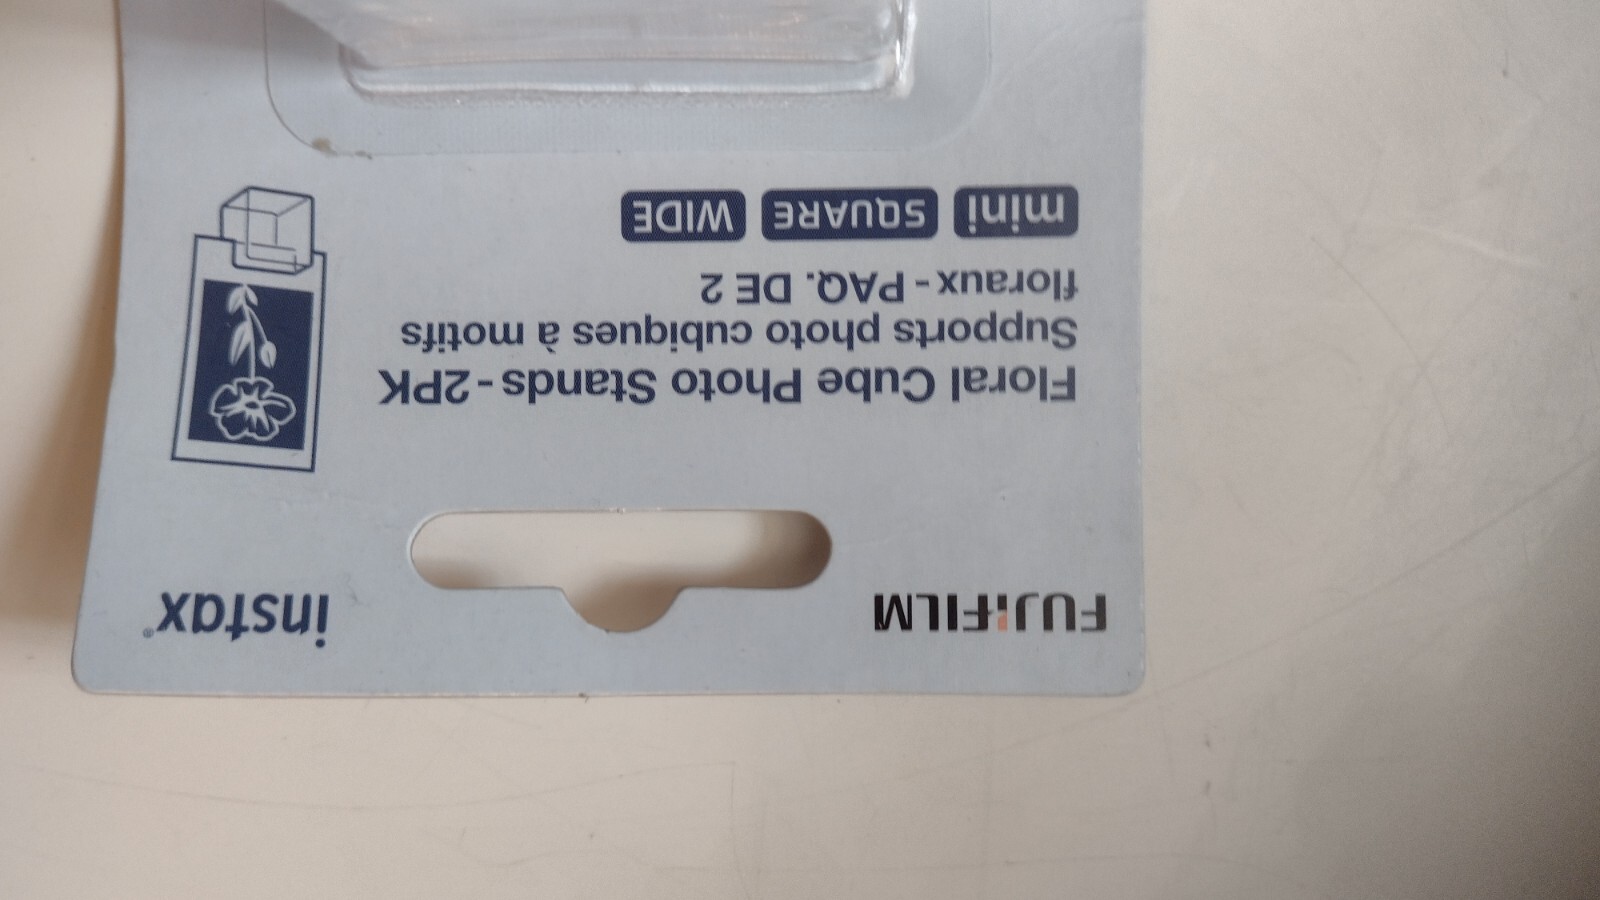 FUJIFILM
instax®
Floral Cube Photo Stands - 2PK
Supports photo cubiques à motifs
floraux - PAQ. DE 2
mini SQUARE WIDE